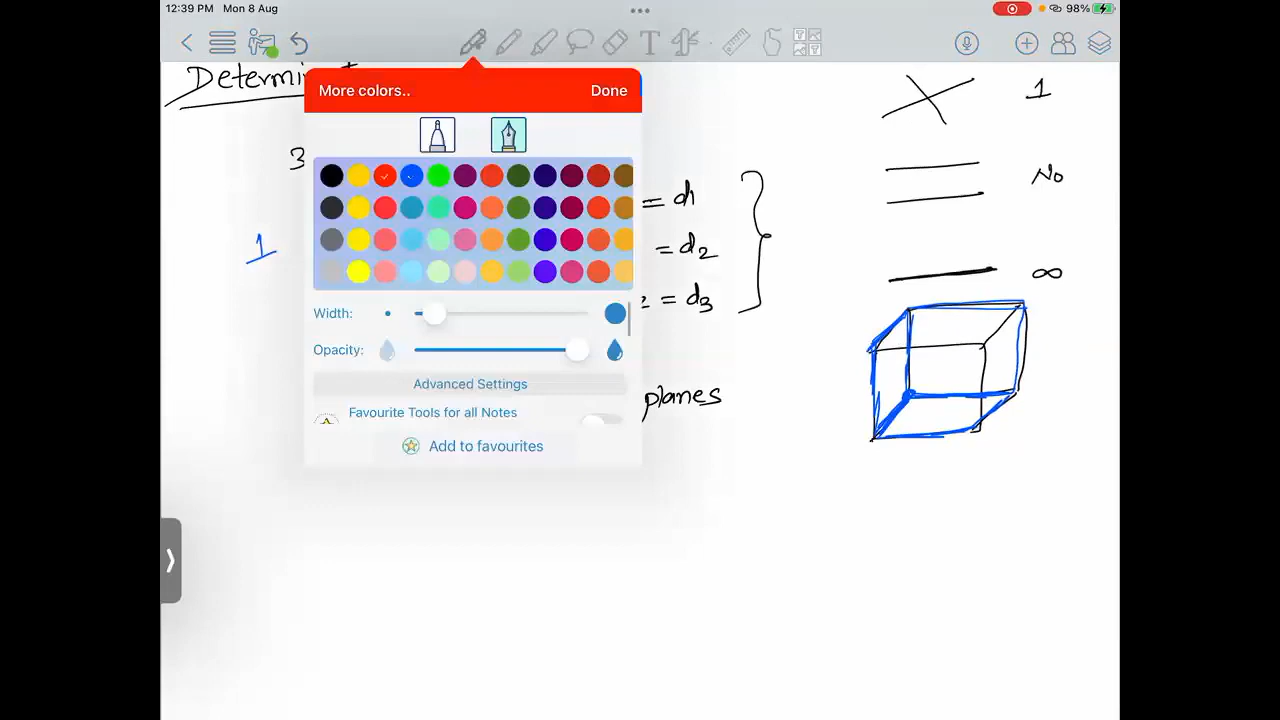 12:39 PM Mon 8 Aug
98%
T
Determi
More colors..
Done
1
3
= d1
No
1
= d2
Width:
= d3
∞
Opacity:
Advanced Settings
planes
Favourite Tools for all Notes
Add to favourites